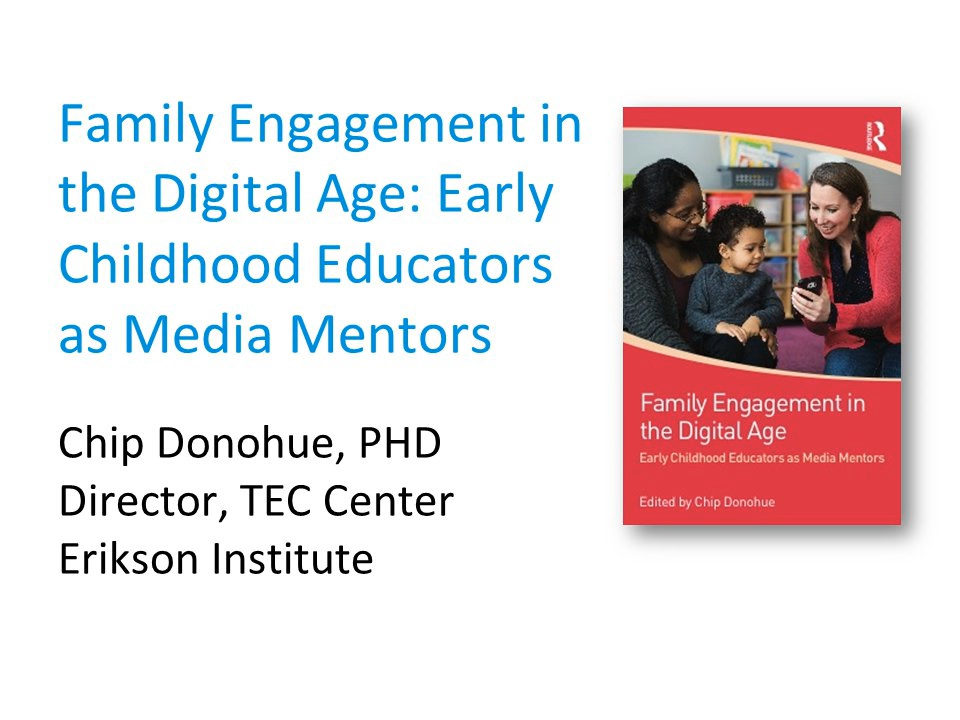 Family Engagement in
the Digital Age: Early
Childhood Educators
as Media Mentors
Chip Donohue, PHD
Director, TEC Center
Erikson Institute
ROUTLEDGE
Family Engagement in
the Digital Age
Early Childhood Educators as Media Mentors
Edited by Chip Donohue